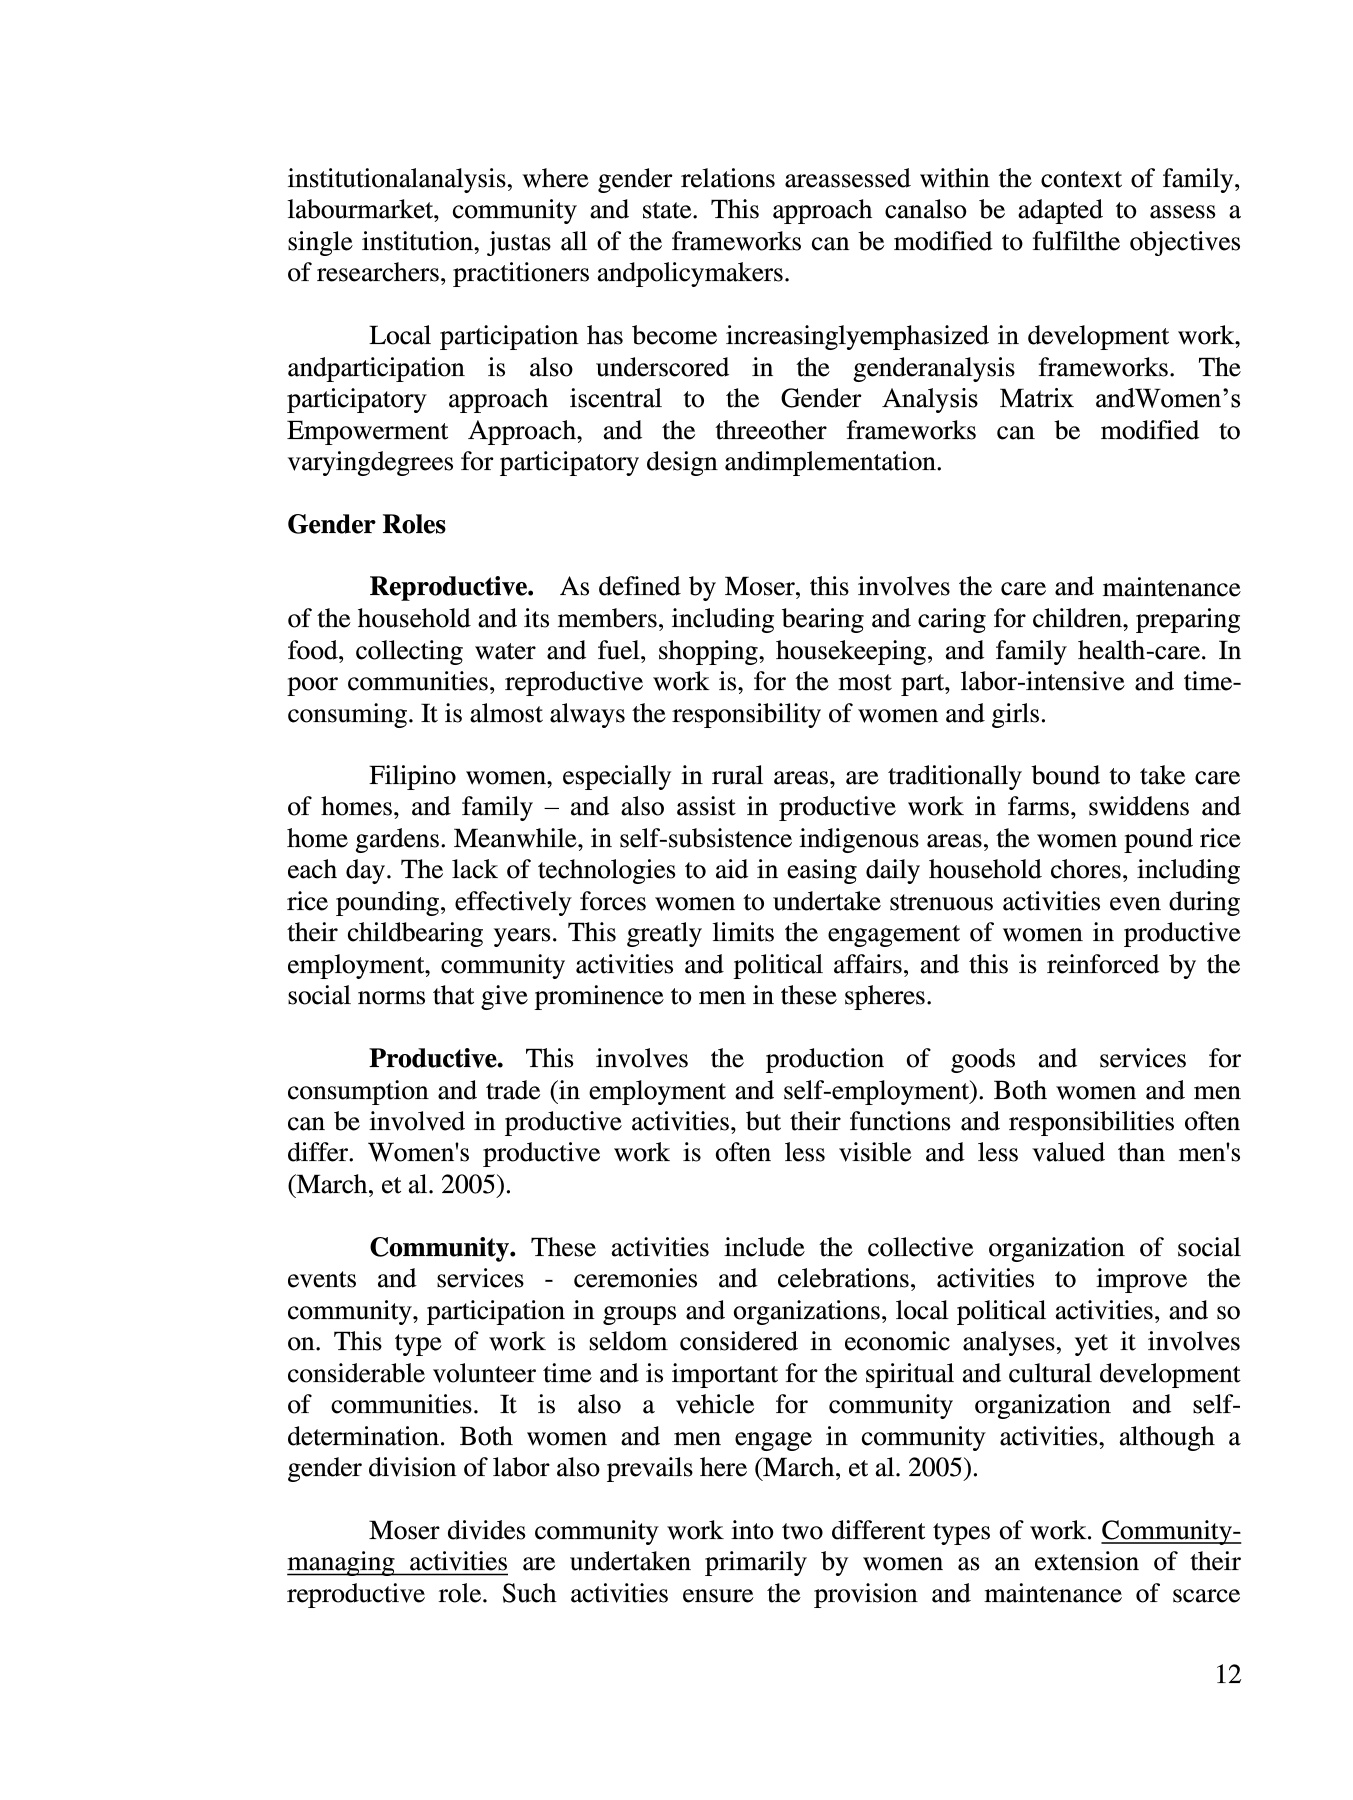 institutionalanalysis, where gender relations areassessed within the context of family,
labourmarket, community and state. This approach canalso be adapted to assess a
single institution, justas all of the frameworks can be modified to fulfilthe objectives
of researchers, practitioners andpolicymakers.
Local participation has become increasinglyemphasized in development work,
andparticipation is also underscored in the genderanalysis frameworks. The
participatory approach iscentral to the Gender Analysis Matrix andWomen’s
Empowerment Approach, and the threeother frameworks can be modified to
varyingdegrees for participatory design andimplementation.
Gender Roles
Reproductive. As defined by Moser, this involves the care and maintenance
of the household and its members, including bearing and caring for children, preparing
food, collecting water and fuel, shopping, housekeeping, and family health-care. In
poor communities, reproductive work is, for the most part, labor-intensive and time-
consuming. It is almost always the responsibility of women and girls.
Filipino women, especially in rural areas, are traditionally bound to take care
of homes, and family – and also assist in productive work in farms, swiddens and
home gardens. Meanwhile, in self-subsistence indigenous areas, the women pound rice
each day. The lack of technologies to aid in easing daily household chores, including
rice pounding, effectively forces women to undertake strenuous activities even during
their childbearing years. This greatly limits the engagement of women in productive
employment, community activities and political affairs, and this is reinforced by the
social norms that give prominence to men in these spheres.
Productive. This involves the production of goods and services for
consumption and trade (in employment and self-employment). Both women and men
can be involved in productive activities, but their functions and responsibilities often
differ. Women's productive work is often less visible and less valued than men's
(March, et al. 2005).
Community. These activities include the collective organization of social
events and services - ceremonies and celebrations, activities to improve the
community, participation in groups and organizations, local political activities, and so
on. This type of work is seldom considered in economic analyses, yet it involves
considerable volunteer time and is important for the spiritual and cultural development
of communities. It is also a vehicle for community organization and self-
determination. Both women and men engage in community activities, although a
gender division of labor also prevails here (March, et al. 2005).
Moser divides community work into two different types of work. Community-
managing activities are undertaken primarily by women as an extension of their
reproductive role. Such activities ensure the provision and maintenance of scarce
12